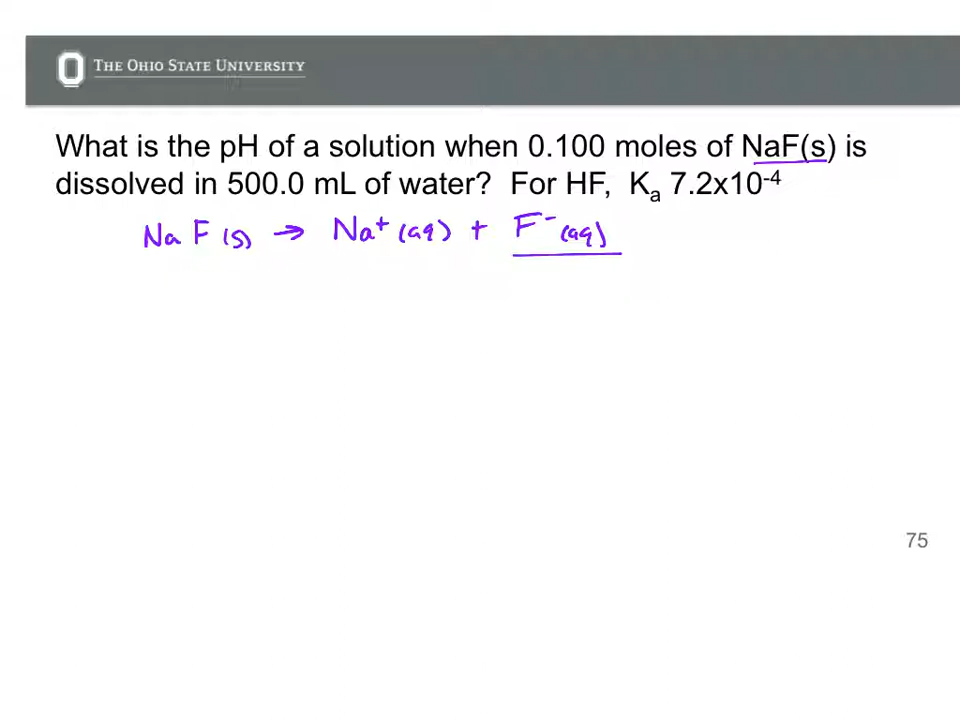 THE OHIO STATE UNIVERSITY
What is the pH of a solution when 0.100 moles of NaF(s) is
dissolved in 500.0 mL of water? For HF, Kₐ 7.2x10⁻⁴
NaF(s) → Na⁺(aq) + F⁻(aq)
75